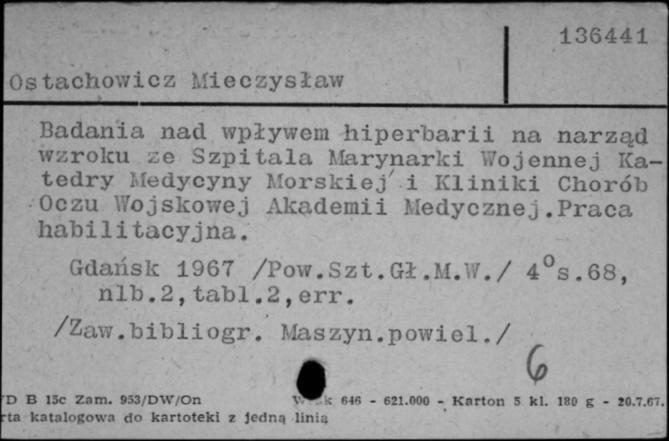 136441
Ostachowicz Mieczysław
Badania nad wpływem hiperbarii na narząd
wzroku ze Szpitala Marynarki Wojennej Ka-
tedry Medycyny Morskiej i Kliniki Chorób
Oczu Wojskowej Akademii Medycznej.Praca
habilitacyjna.
Gdańsk 1967 /Pow.Szt.Gł.M.W./ 4°s.68,
nlb.2,tabl.2,err.
/Zaw.bibliogr. Maszyn.powiel./
6
D B 15c Zam. 953/DW/On 646 - 621.000 - Karton 5 kl. 180 g - 20.7.67.
rta katalogowa do kartoteki z jedną linią